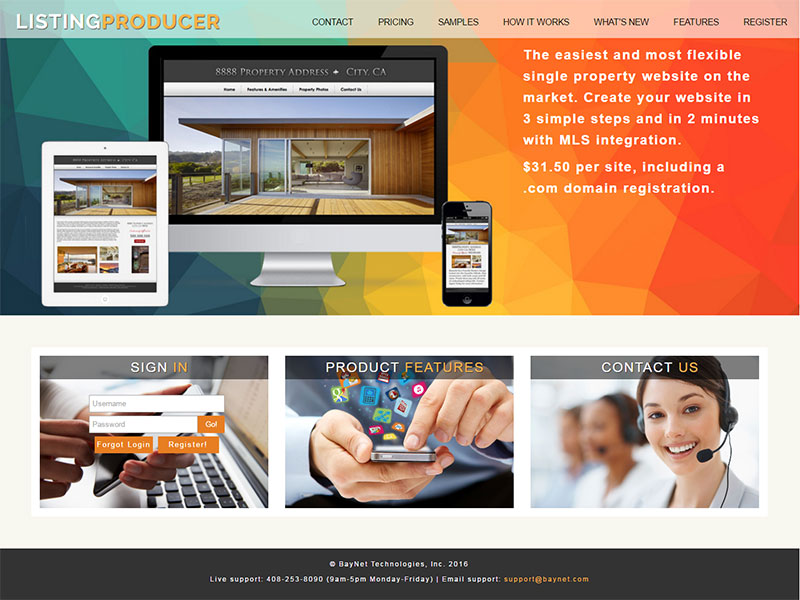 LISTINGPRODUCER
CONTACT PRICING SAMPLES HOW IT WORKS WHAT'S NEW FEATURES REGISTER
8888 PROPERTY ADDRESS CITY, CA
Home Features & Amenities Property Photos Contact Us
The easiest and most flexible
single property website on the
market. Create your website in
3 simple steps and in 2 minutes
with MLS integration.
$31.50 per site, including a
.com domain registration.
SIGN IN
Username
Password Go!
Forgot Login Register!
PRODUCT FEATURES
CONTACT US
© BayNet Technologies, Inc. 2016
Live support: 408-253-8090 (9am-5pm Monday-Friday) | Email support: support@baynet.com